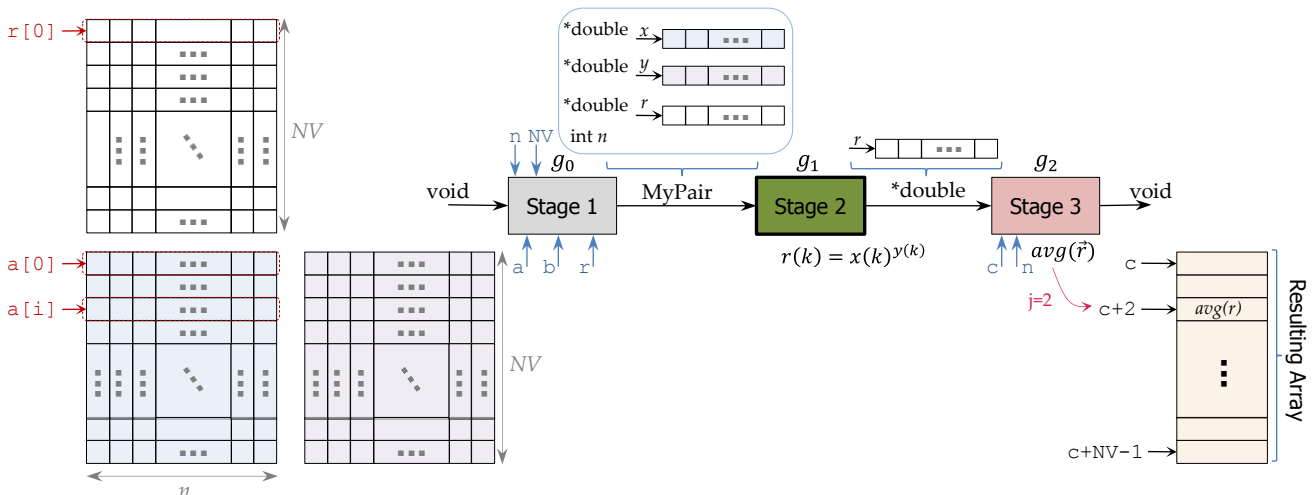 r[0]
NV
*double x
*double y
*double r
int n
n NV
g0
void
Stage 1
a b r
MyPair
g1
Stage 2
r(k) = x(k)^y(k)
r
*double
g2
Stage 3
void
c n
avg(r⃗)
j=2
a[0]
a[i]
n
NV
c
c+2
avg(r)
c+NV-1
Resulting Array